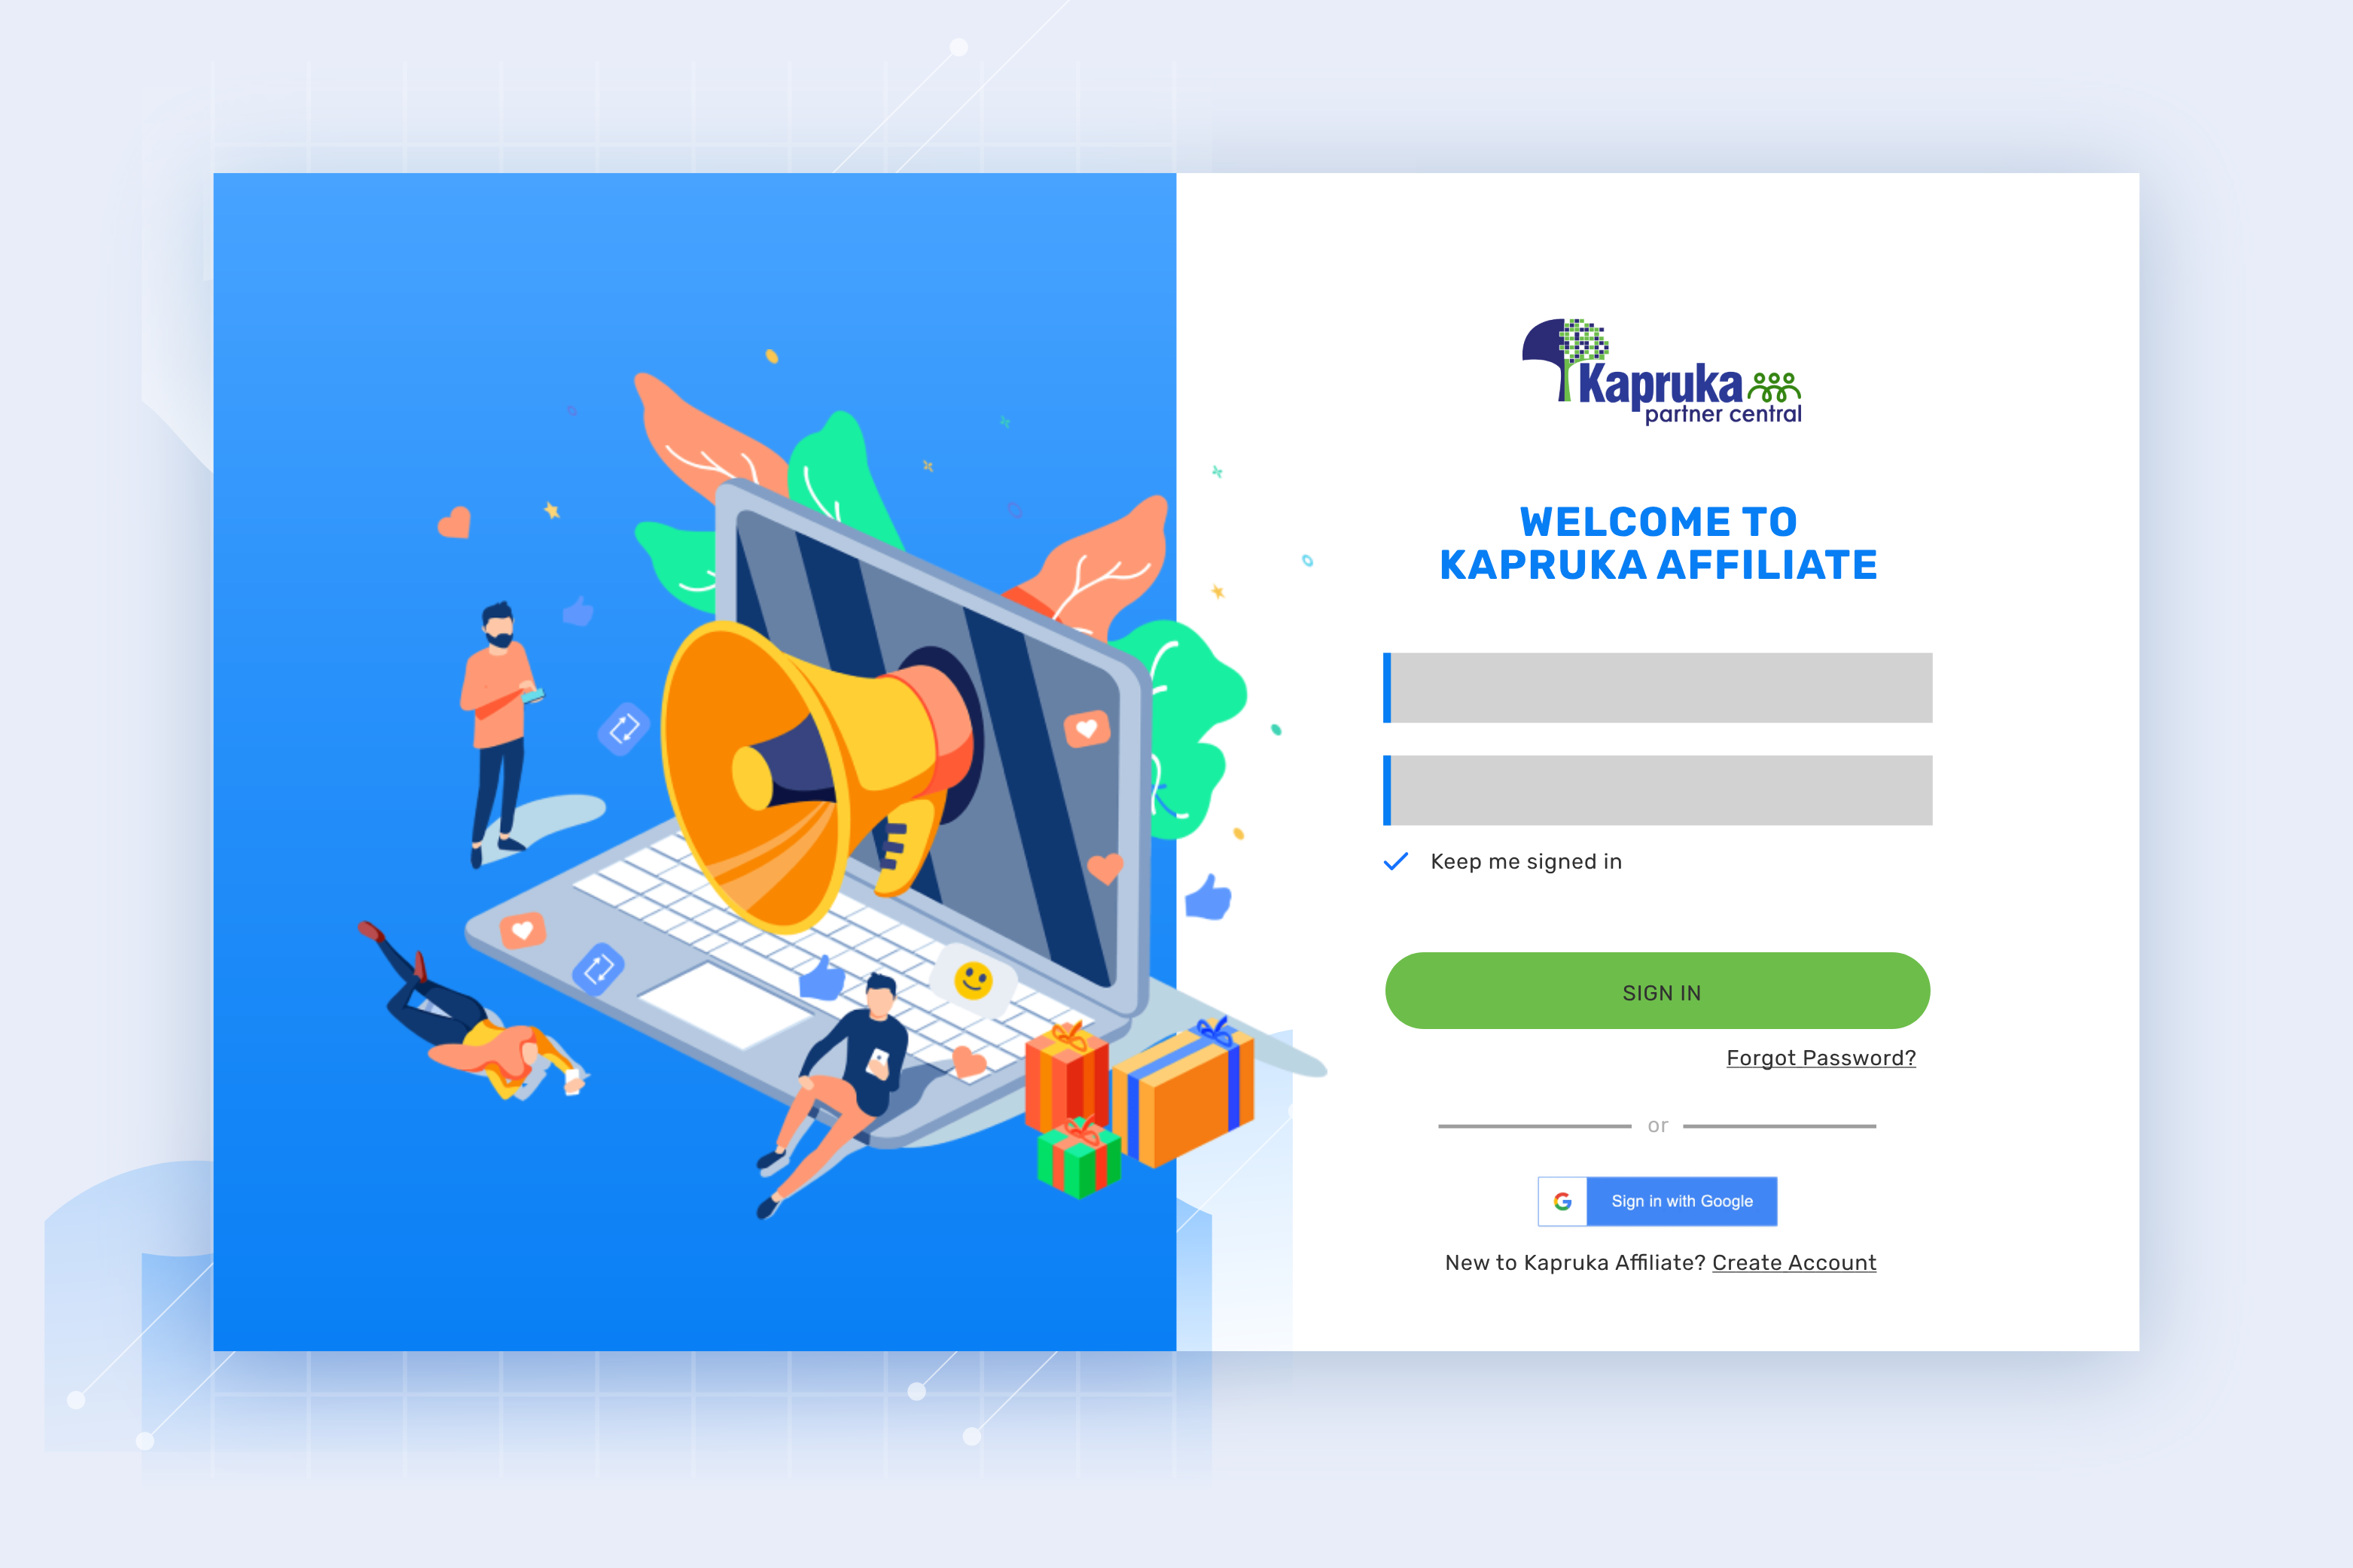 Kapruka
partner central
WELCOME TO
KAPRUKA AFFILIATE
Keep me signed in
SIGN IN
Forgot Password?
or
G Sign in with Google
New to Kapruka Affiliate? Create Account